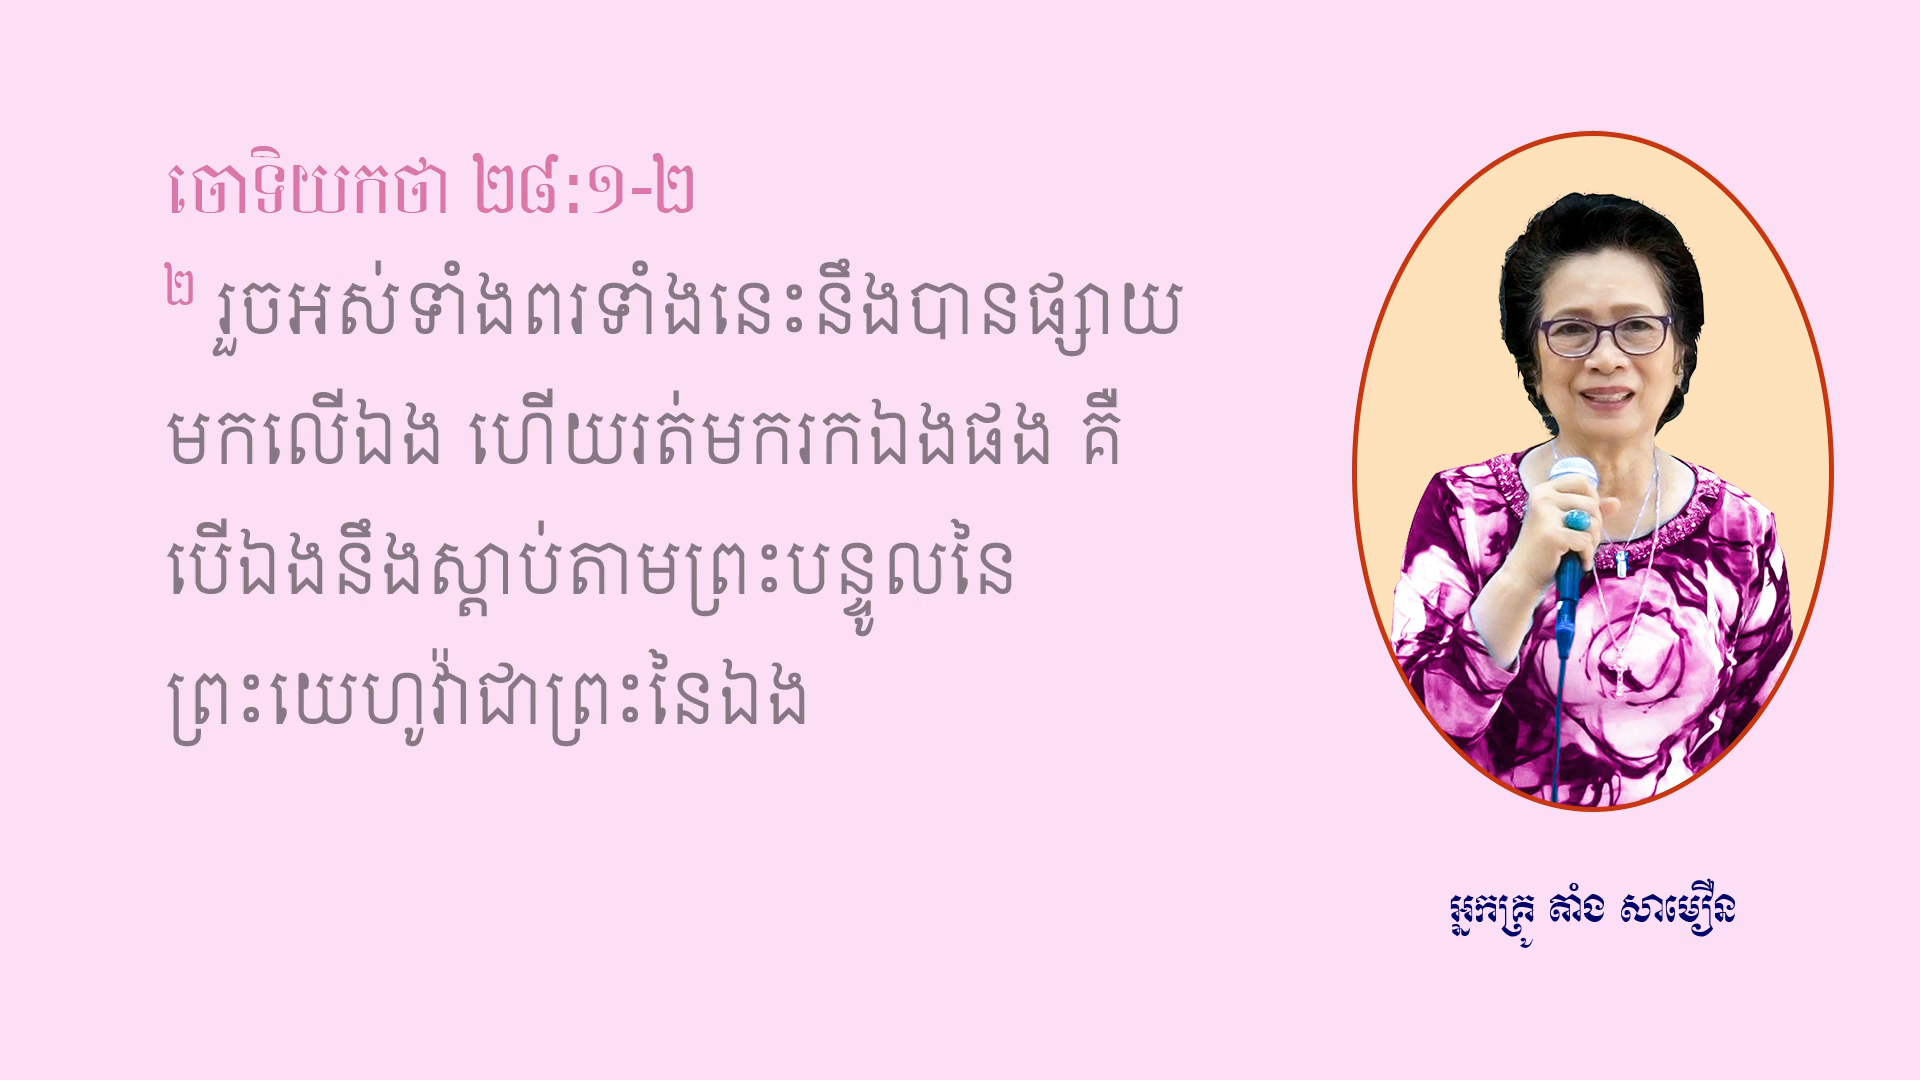 ចោទិយកថា ២៨:១-២
២ រួចអស់ទាំងពរទាំងនេះនឹងបានផ្សាយ
មកលើឯង ហើយរត់មករកឯងផង គឺ
បើឯងនឹងស្តាប់តាមព្រះបន្ទូលនៃ
ព្រះយេហូវ៉ាជាព្រះនៃឯង
អ្នកគ្រូ តាំង សាមឿន